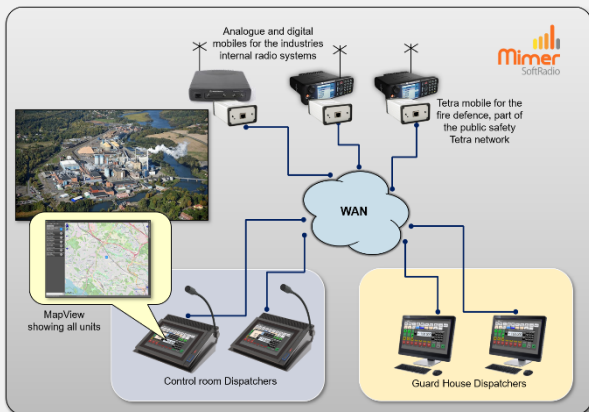 Analogue and digital
mobiles for the industries
internal radio systems
Mimer
SoftRadio
Tetra mobile for the
fire defence, part of
the public safety
Tetra network
WAN
MapView
showing all units
Control room Dispatchers
Guard House Dispatchers